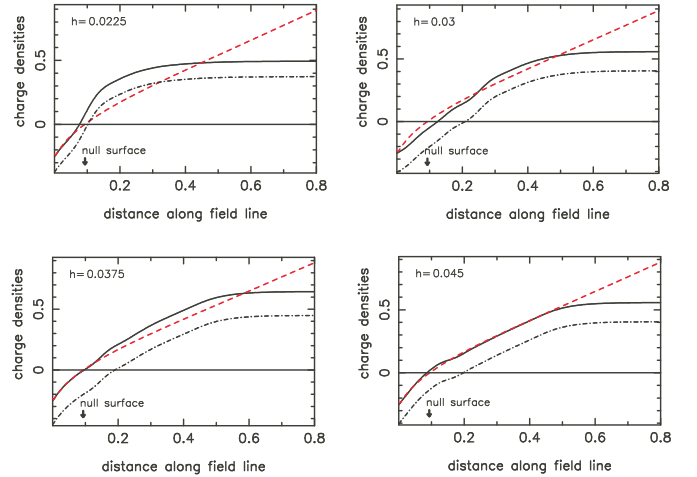 h=0.0225
charge densities
0.5
0
null surface
0.2 0.4 0.6 0.8
distance along field line
h=0.03
charge densities
0.5
0
null surface
0.2 0.4 0.6 0.8
distance along field line
h=0.0375
charge densities
0.5
0
null surface
0.2 0.4 0.6 0.8
distance along field line
h=0.045
charge densities
0.5
0
null surface
0.2 0.4 0.6 0.8
distance along field line